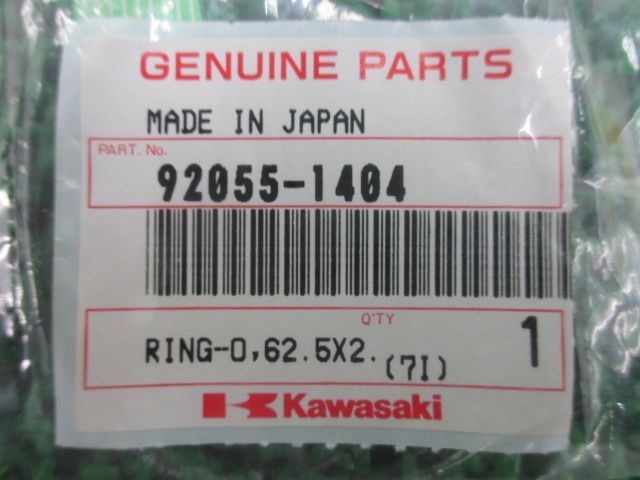 GENUINE PARTS
MADE IN JAPAN
PART. No.
92055-1404
Q'TY
RING-O,62.5X2. (7I) 1
Kawasaki